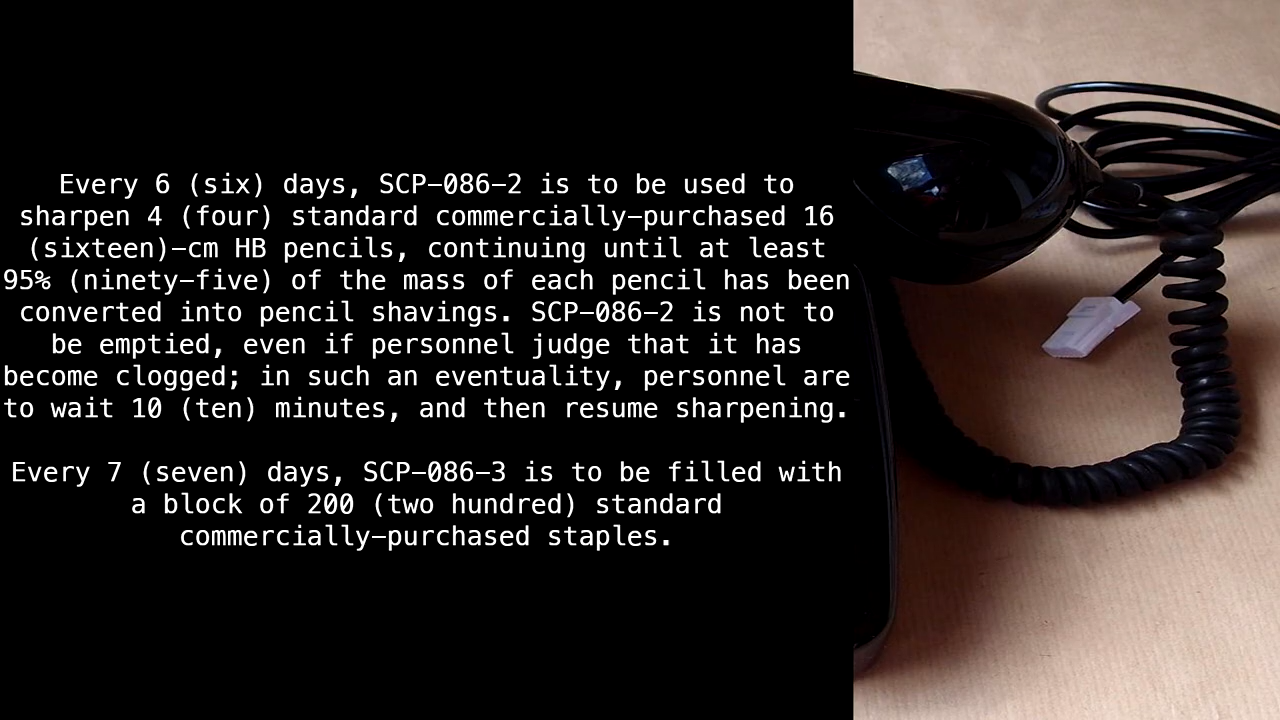 Every 6 (six) days, SCP-086-2 is to be used to
sharpen 4 (four) standard commercially-purchased 16
(sixteen)-cm HB pencils, continuing until at least
95% (ninety-five) of the mass of each pencil has been
converted into pencil shavings. SCP-086-2 is not to
be emptied, even if personnel judge that it has
become clogged; in such an eventuality, personnel are
to wait 10 (ten) minutes, and then resume sharpening.
Every 7 (seven) days, SCP-086-3 is to be filled with
a block of 200 (two hundred) standard
commercially-purchased staples.